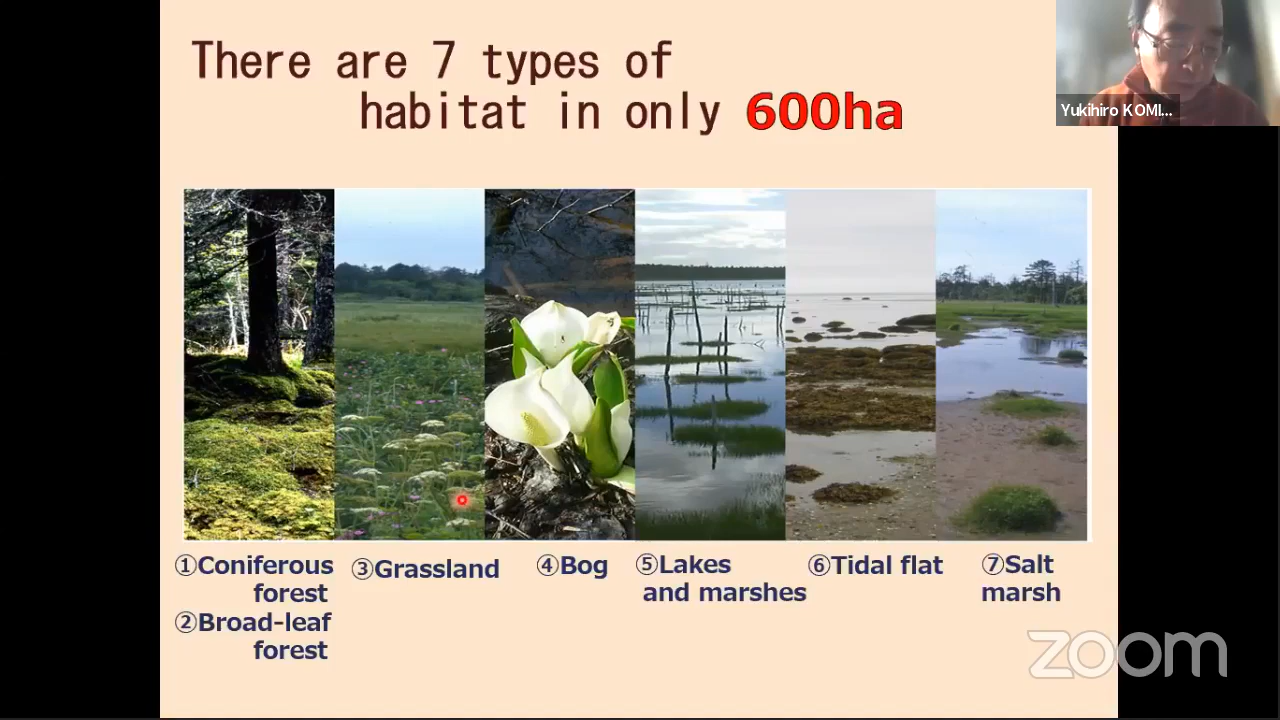 There are 7 types of
habitat in only 600ha
Yukihiro KOMI...
①Coniferous
forest
②Broad-leaf
forest
③Grassland
④Bog
⑤Lakes
and marshes
⑥Tidal flat
⑦Salt
marsh
zoom